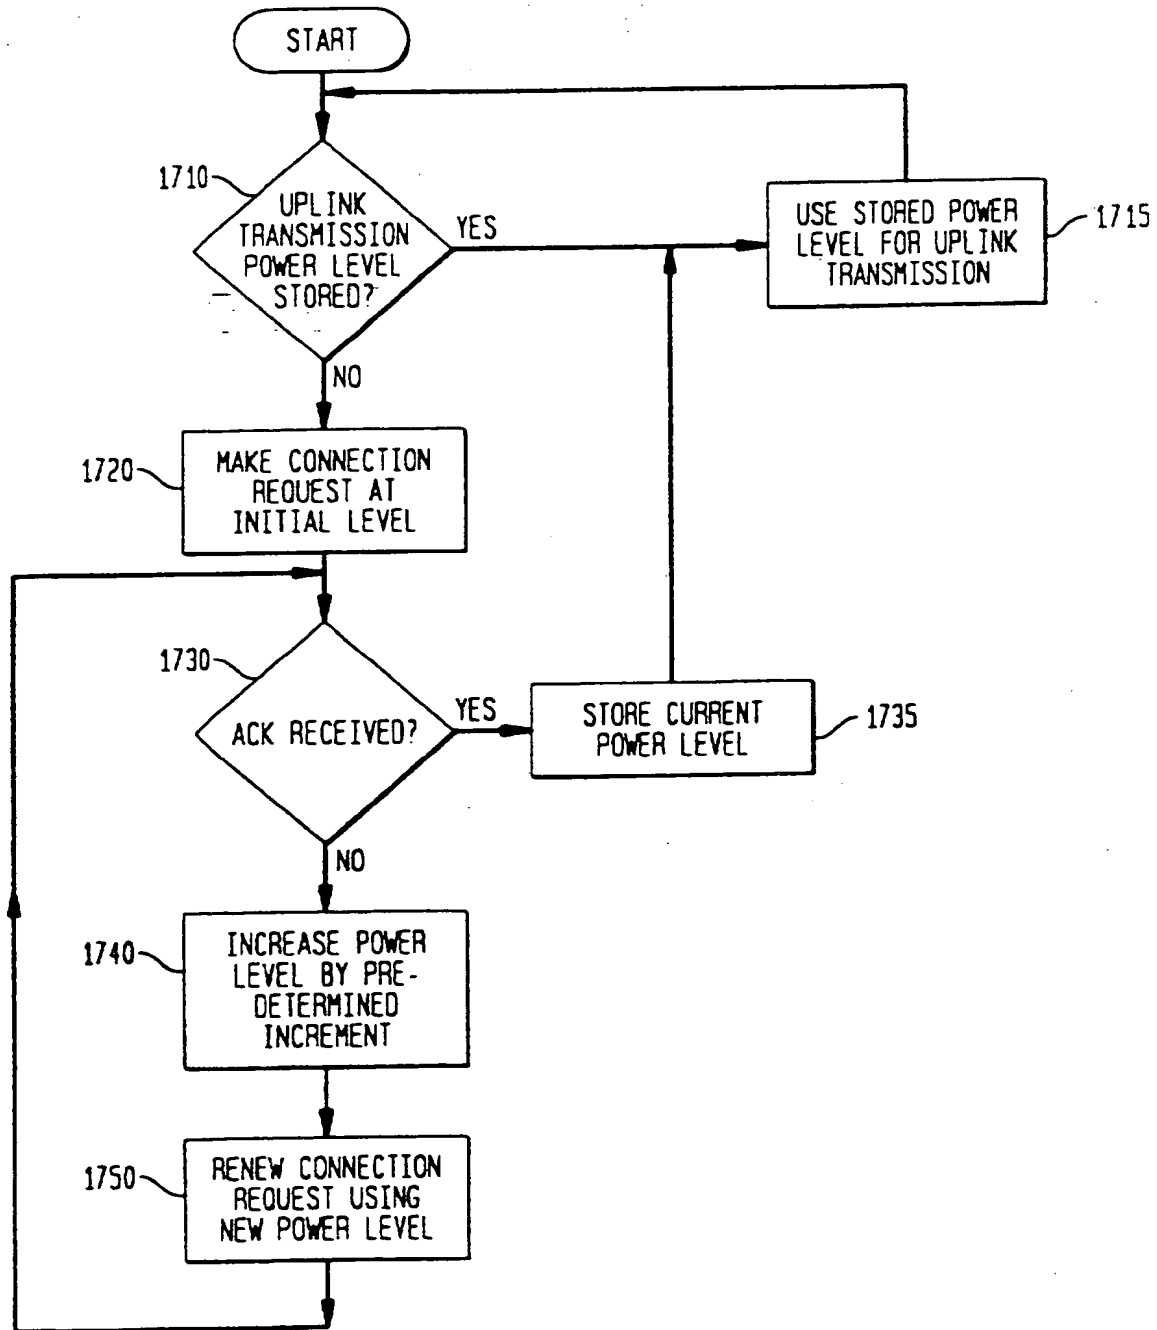 START
1710
UPLINK
TRANSMISSION
POWER LEVEL
STORED?
YES
USE STORED POWER
LEVEL FOR UPLINK
TRANSMISSION
1715
NO
1720
MAKE CONNECTION
REQUEST AT
INITIAL LEVEL
1730
ACK RECEIVED?
YES
STORE CURRENT
POWER LEVEL
1735
NO
1740
INCREASE POWER
LEVEL BY PRE-
DETERMINED
INCREMENT
1750
RENEW CONNECTION
REQUEST USING
NEW POWER LEVEL